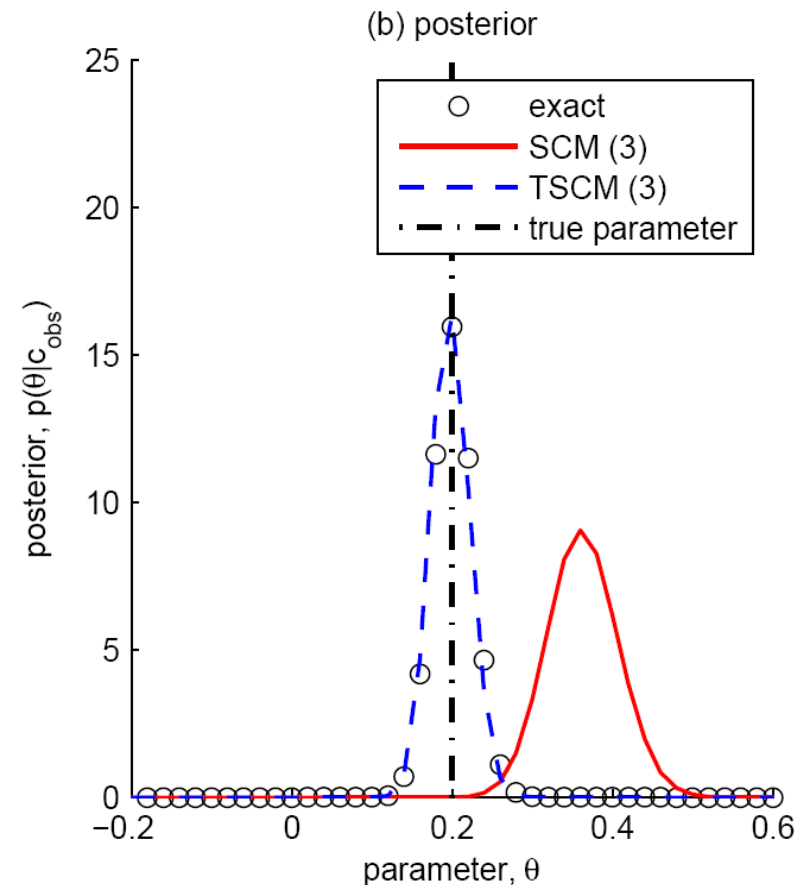 (b) posterior
25
20
15
10
5
0
posterior, p(θ|c_obs)
exact
SCM (3)
TSCM (3)
true parameter
−0.2
0
0.2
0.4
0.6
parameter, θ